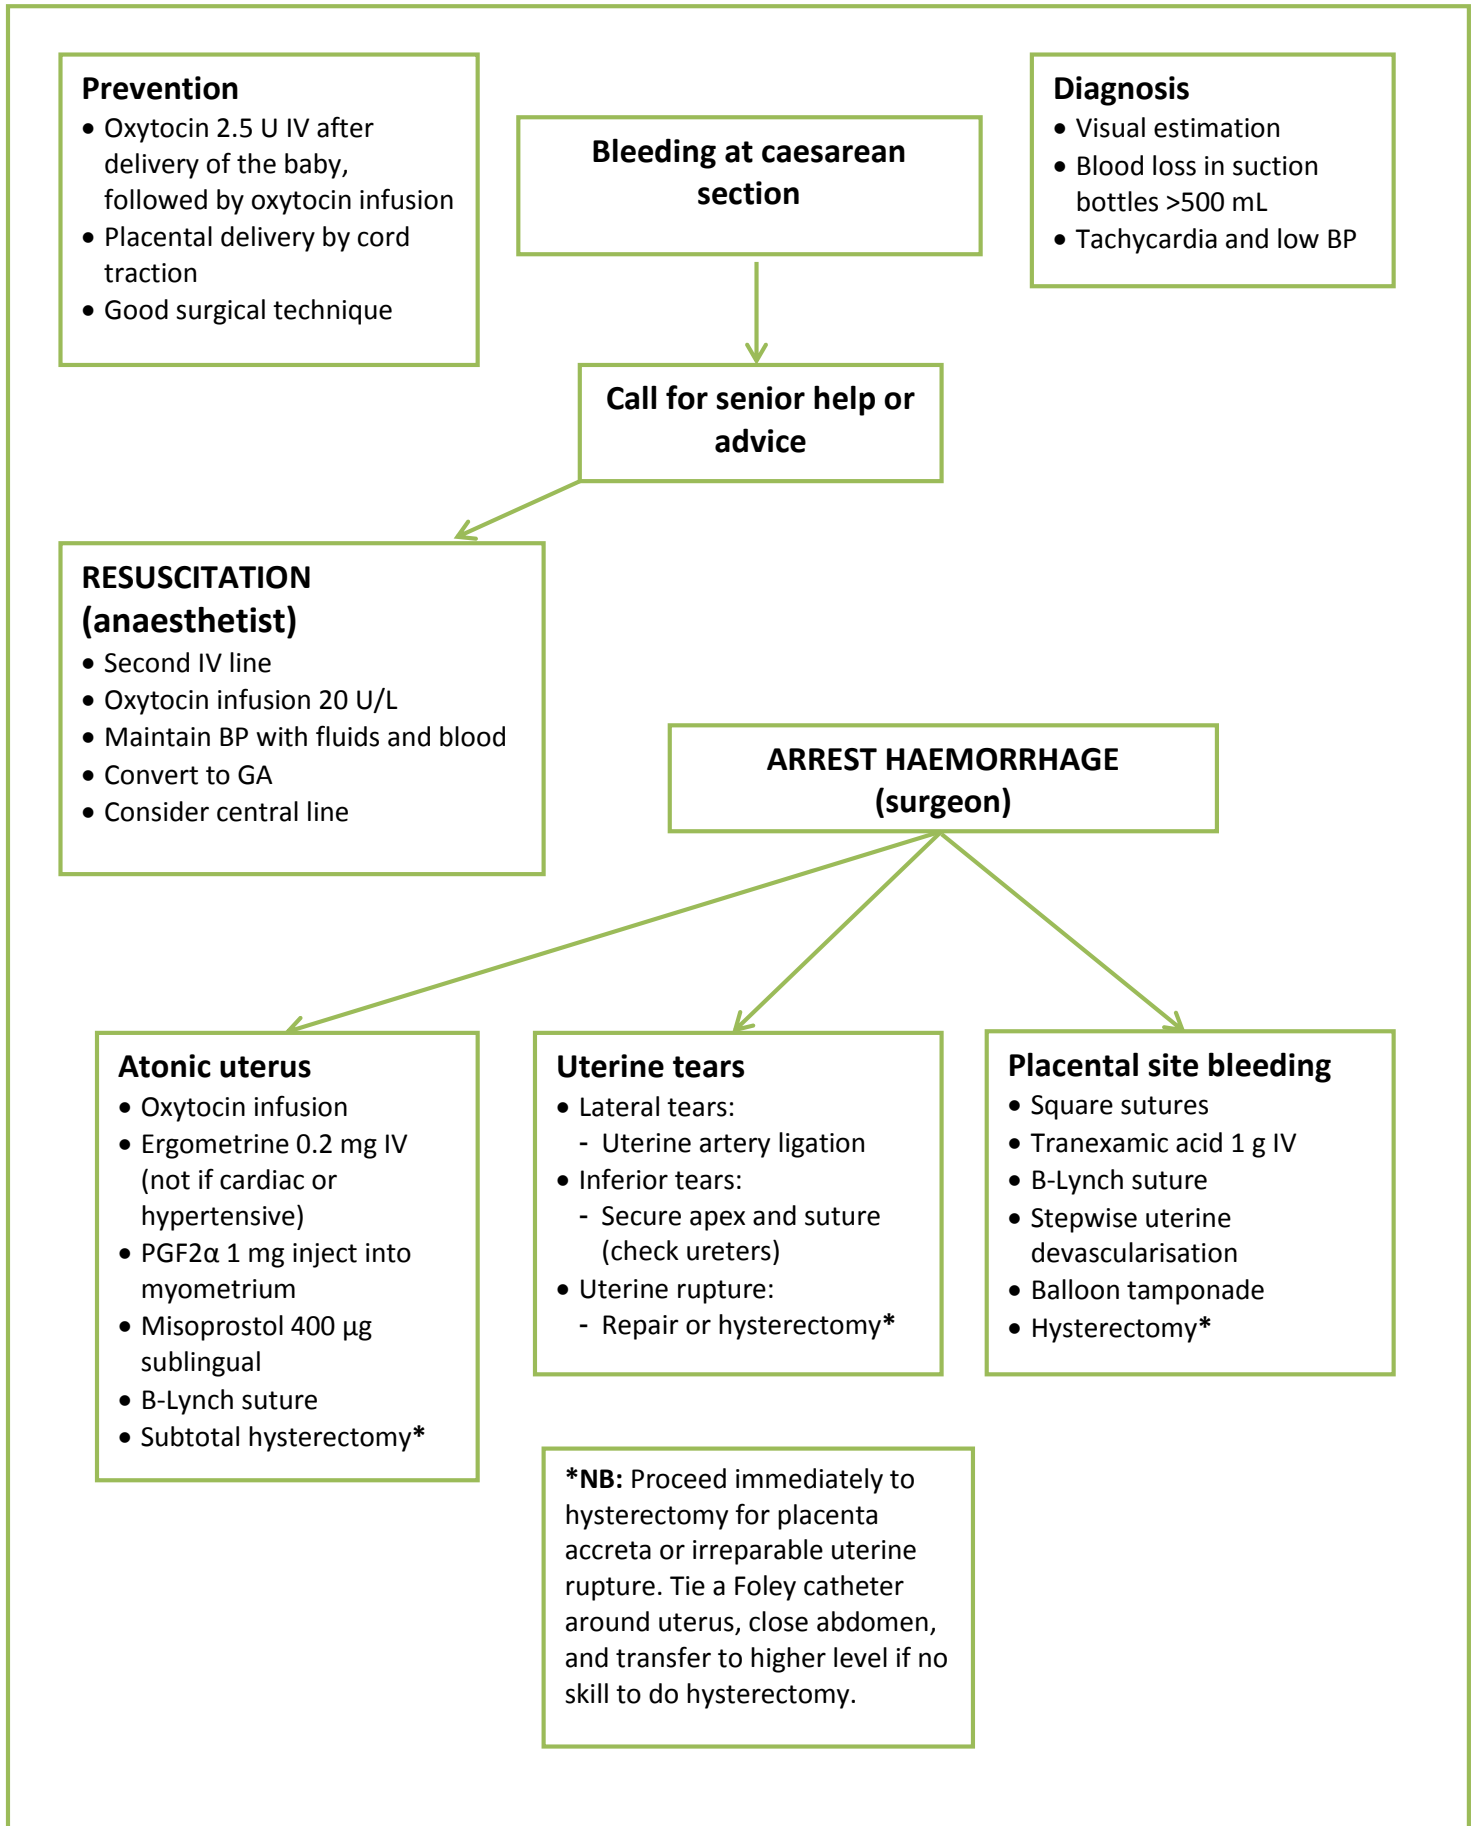 Prevention
• Oxytocin 2.5 U IV after
delivery of the baby,
followed by oxytocin infusion
• Placental delivery by cord
traction
• Good surgical technique
Bleeding at caesarean
section
Diagnosis
• Visual estimation
• Blood loss in suction
bottles >500 mL
• Tachycardia and low BP
Call for senior help or
advice
RESUSCITATION
(anaesthetist)
• Second IV line
• Oxytocin infusion 20 U/L
• Maintain BP with fluids and blood
• Convert to GA
• Consider central line
ARREST HAEMORRHAGE
(surgeon)
Atonic uterus
• Oxytocin infusion
• Ergometrine 0.2 mg IV
(not if cardiac or
hypertensive)
• PGF2α 1 mg inject into
myometrium
• Misoprostol 400 µg
sublingual
• B-Lynch suture
• Subtotal hysterectomy*
Uterine tears
• Lateral tears:
- Uterine artery ligation
• Inferior tears:
- Secure apex and suture
(check ureters)
• Uterine rupture:
- Repair or hysterectomy*
Placental site bleeding
• Square sutures
• Tranexamic acid 1 g IV
• B-Lynch suture
• Stepwise uterine
devascularisation
• Balloon tamponade
• Hysterectomy*
*NB: Proceed immediately to
hysterectomy for placenta
accreta or irreparable uterine
rupture. Tie a Foley catheter
around uterus, close abdomen,
and transfer to higher level if no
skill to do hysterectomy.